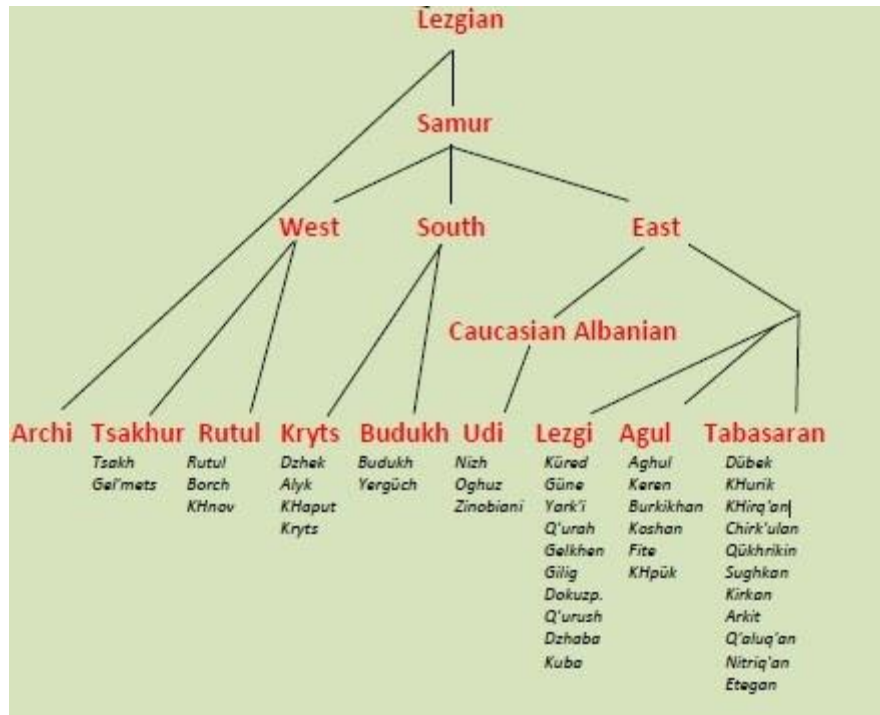 Lezgian
Samur
West South East
Caucasian Albanian
Archi Tsakhur Rutul Kryts Budukh Udi Lezgi Agul Tabasaran
Tsakh Rutul Dzhek Budukh Nizh Küred Aghul Dübek
Gel'mets Borch Alyk Yergüch Oghuz Güne Keren KHurik
KHnov KHaput Zinobiani Yark'i Burkikhan KHirq'an
Kryts Q'urah Koshan Chirk'ulan
Gelkhen Fite Qükhrikin
Gilig KHpük Sughkan
Dokuzp. Kirkan
Q'urush Arkit
Dzhaba Q'aluq'an
Kuba Nitriq'an
Etegan